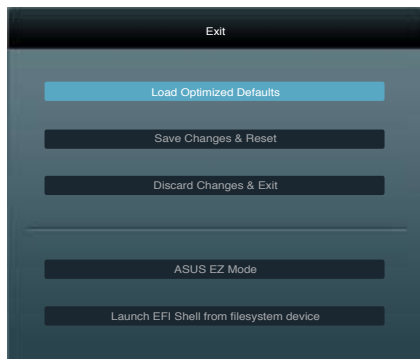 Exit
Load Optimized Defaults
Save Changes & Reset
Discard Changes & Exit
ASUS EZ Mode
Launch EFI Shell from filesystem device